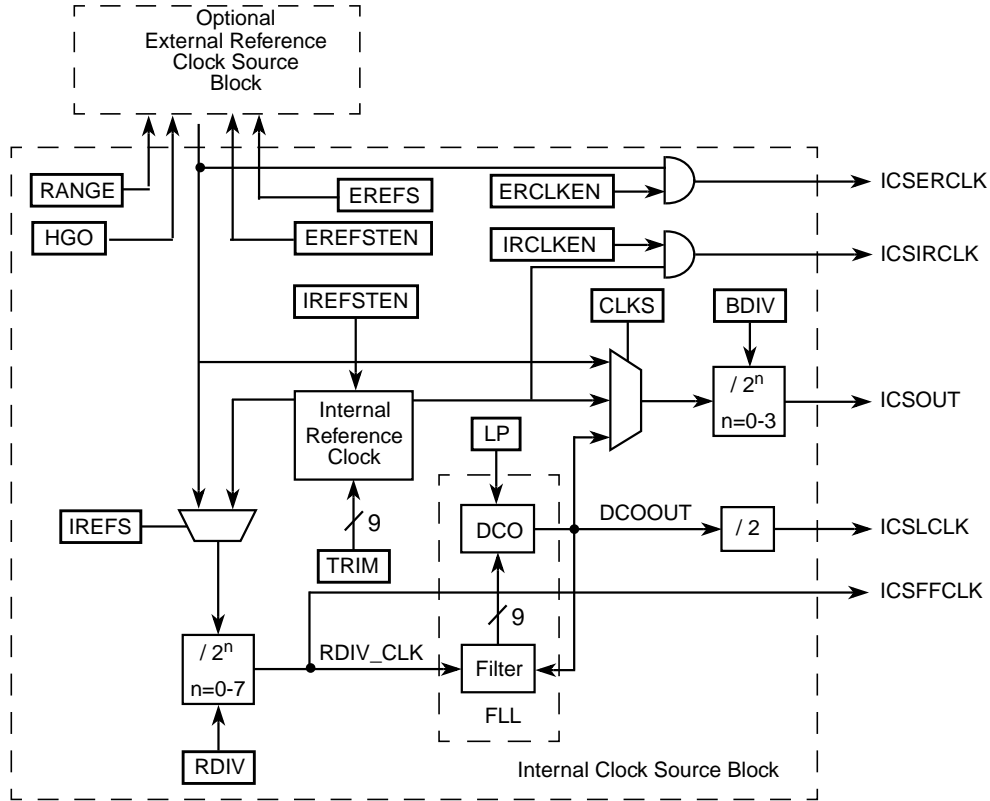 Optional
External Reference
Clock Source
Block
RANGE
HGO
EREFS
EREFSTEN
ERCLKEN
IRCLKEN
ICSERCLK
ICSIRCLK
IREFSTEN
CLKS
BDIV
Internal
Reference
Clock
/ 2ⁿ
n=0-3
ICSOUT
LP
IREFS
9
TRIM
DCO
DCOOUT
/ 2
ICSLCLK
ICSFFCLK
9
/ 2ⁿ
n=0-7
RDIV_CLK
Filter
FLL
RDIV
Internal Clock Source Block